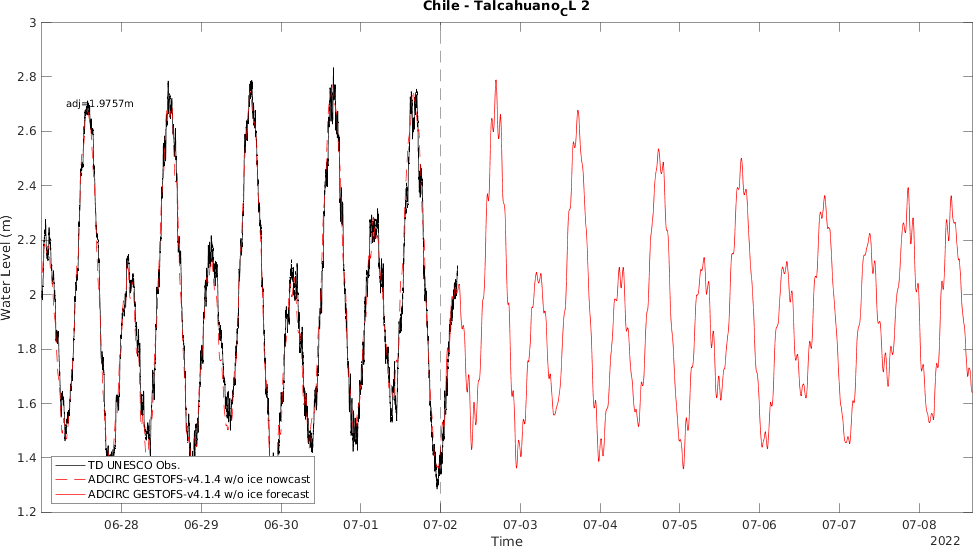 Chile - Talcahuano_CL 2
3
2.8
2.6
2.4
2.2
2
1.8
1.6
1.4
1.2
Water Level (m)
adj=1.9757m
TD UNESCO Obs.
ADCIRC GESTOFS-v4.1.4 w/o ice nowcast
ADCIRC GESTOFS-v4.1.4 w/o ice forecast
06-28 06-29 06-30 07-01 07-02 07-03 07-04 07-05 07-06 07-07 07-08
Time
2022